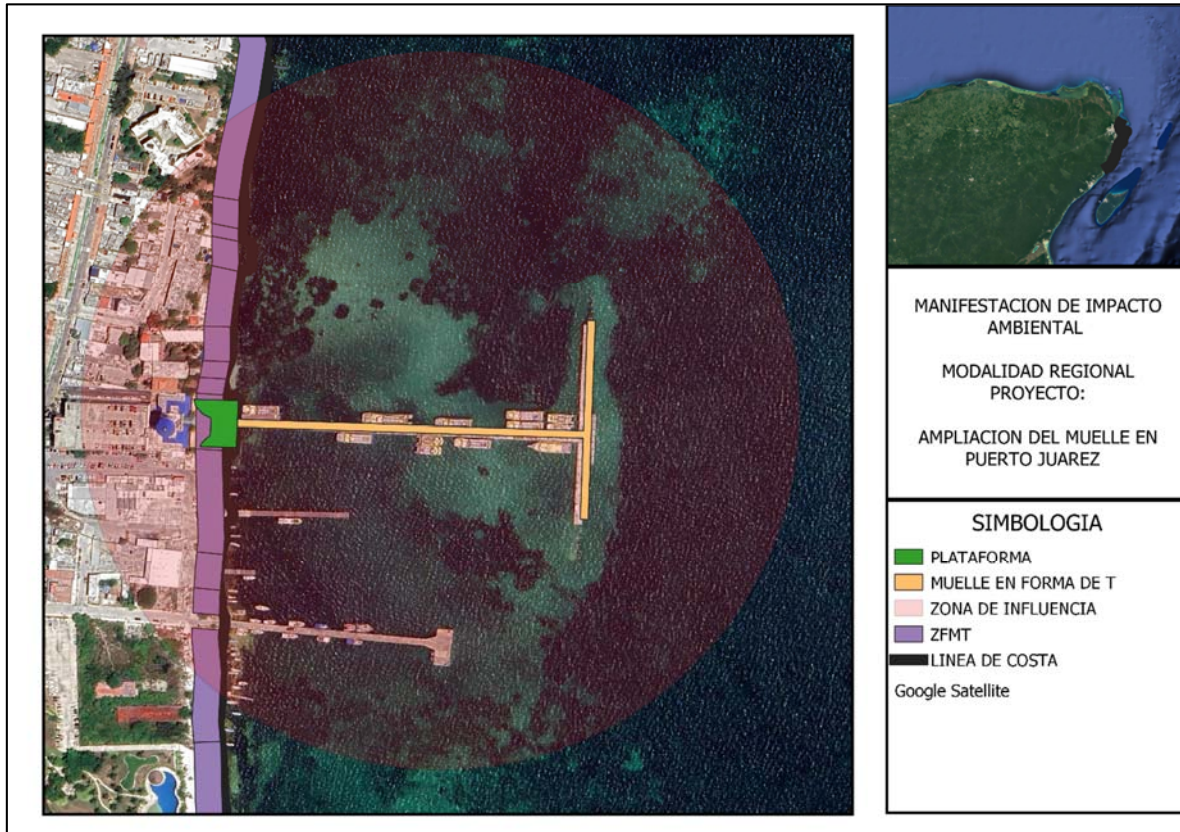 MANIFESTACION DE IMPACTO
AMBIENTAL
MODALIDAD REGIONAL
PROYECTO:
AMPLIACION DEL MUELLE EN
PUERTO JUAREZ
SIMBOLOGIA
PLATAFORMA
MUELLE EN FORMA DE T
ZONA DE INFLUENCIA
ZFMT
LINEA DE COSTA
Google Satellite